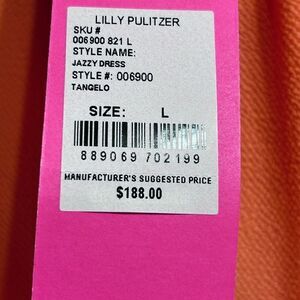 LILLY PULITZER
SKU #
006900 821 L
STYLE NAME:
JAZZY DRESS
STYLE #: 006900
TANGELO
SIZE: L
889069 702199
MANUFACTURER'S SUGGESTED PRICE
$188.00